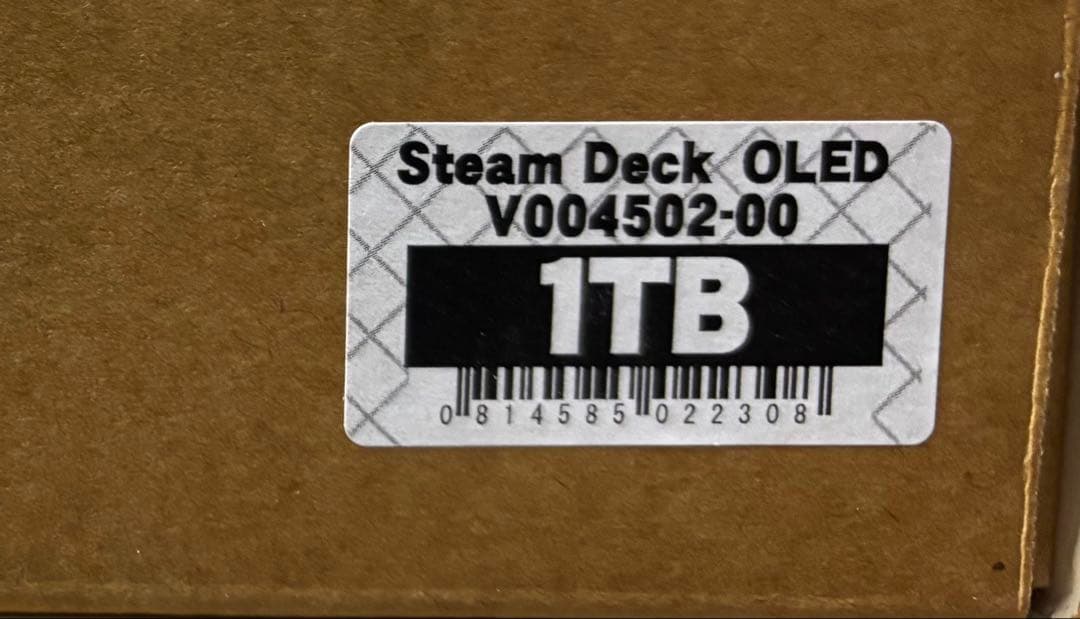 Steam Deck OLED
V004502-00
1TB
0 814585 022308